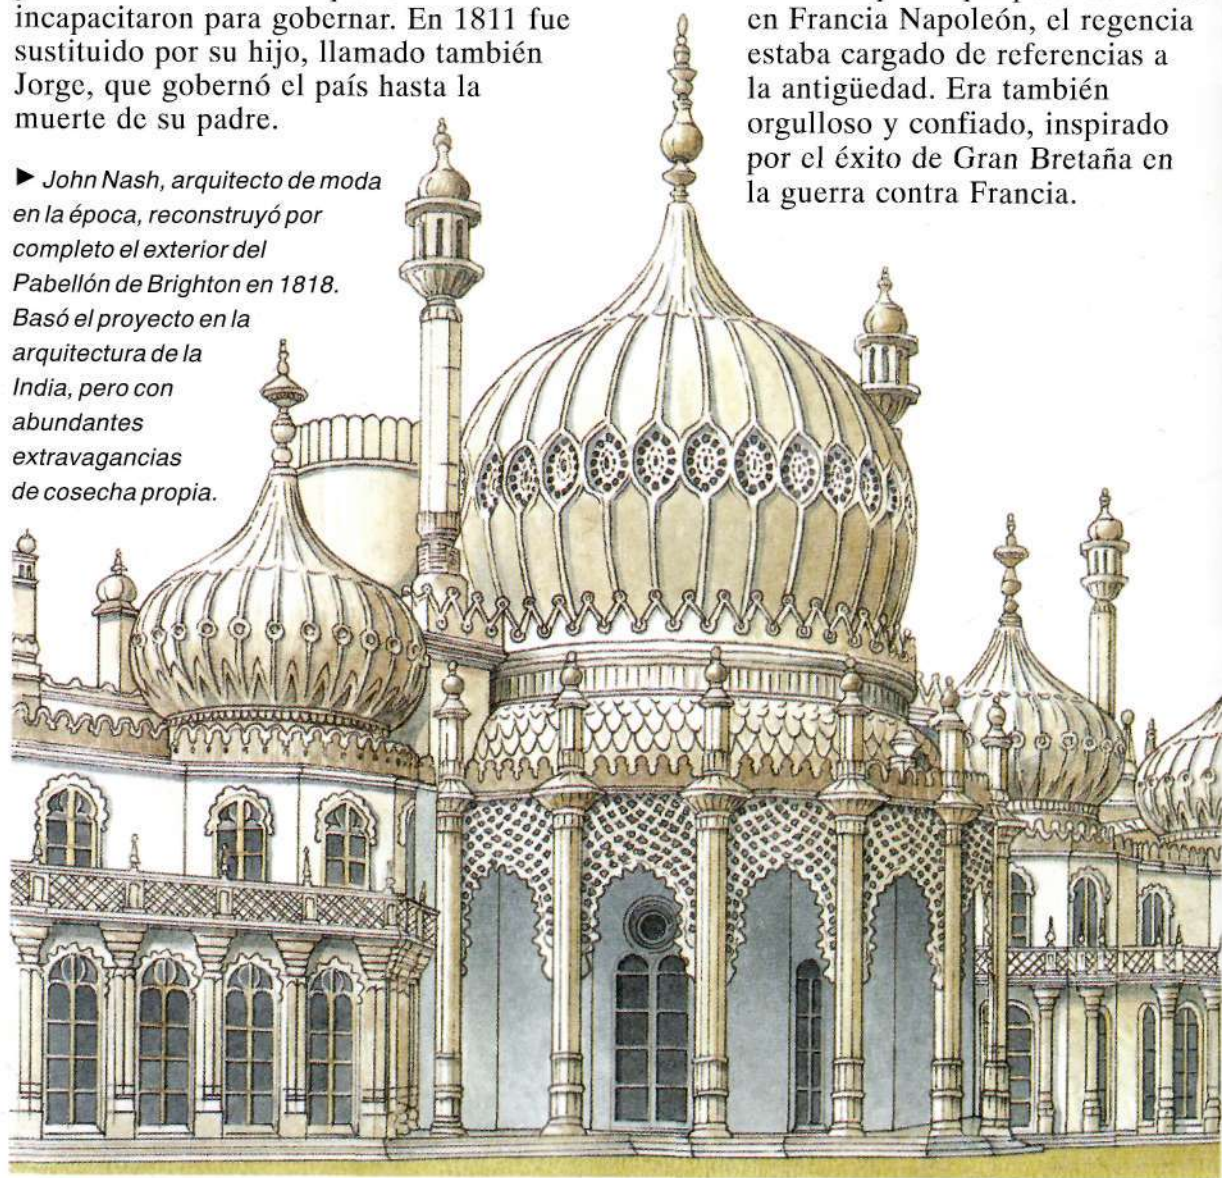 incapacitaron para gobernar. En 1811 fue
sustituido por su hijo, llamado también
Jorge, que gobernó el país hasta la
muerte de su padre.
► John Nash, arquitecto de moda
en la época, reconstruyó por
completo el exterior del
Pabellón de Brighton en 1818.
Basó el proyecto en la
arquitectura de la
India, pero con
abundantes
extravagancias
de cosecha propia.
en Francia Napoleón, el regencia
estaba cargado de referencias a
la antigüedad. Era también
orgulloso y confiado, inspirado
por el éxito de Gran Bretaña en
la guerra contra Francia.